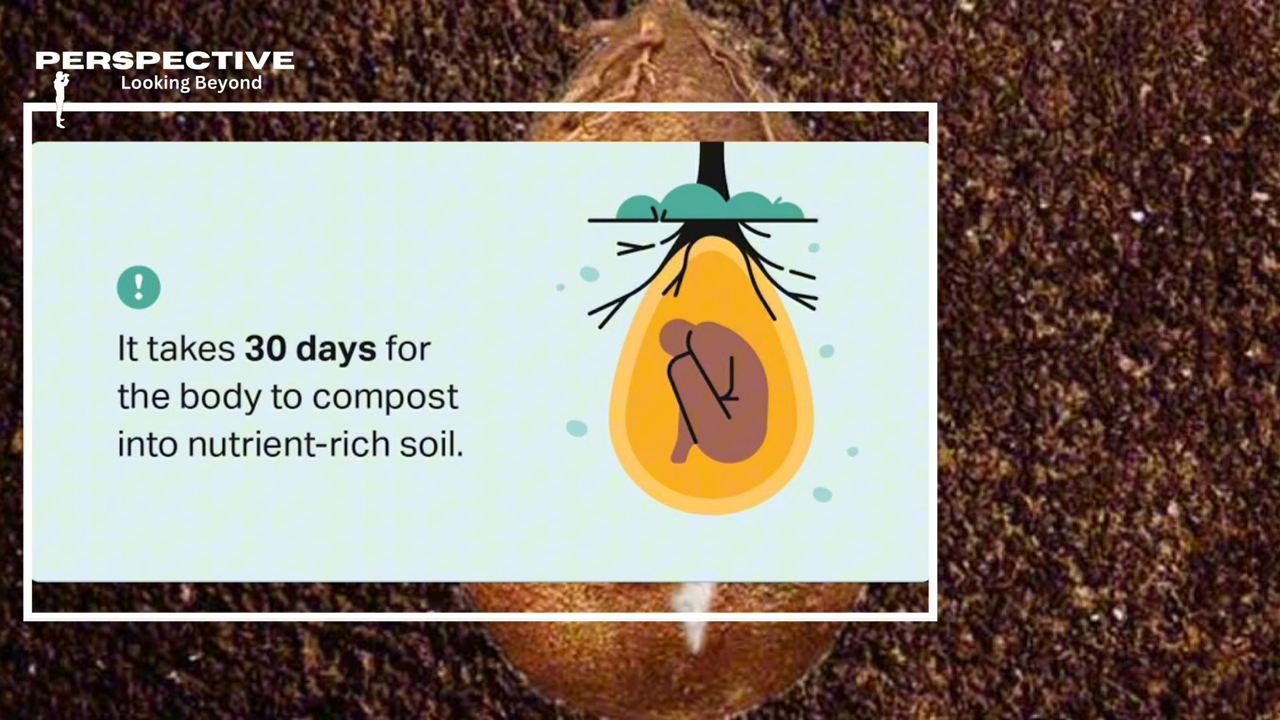 PERSPECTIVE
Looking Beyond
!
It takes 30 days for
the body to compost
into nutrient-rich soil.